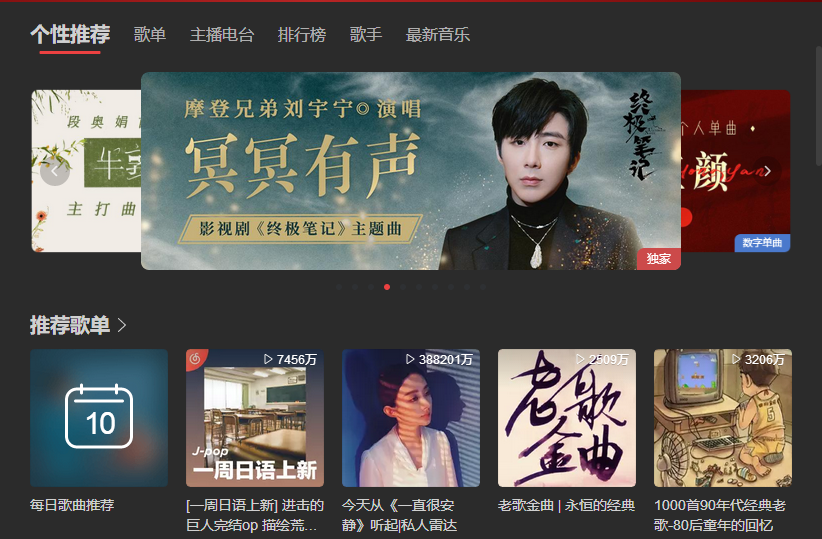 个性推荐 歌单 主播电台 排行榜 歌手 最新音乐
段奥娟
主打曲
摩登兄弟刘宇宁◎演唱
冥冥有声
影视剧《终极笔记》主题曲
终极笔记
独家
个人单曲
颜
数字单曲
推荐歌单
10
每日歌曲推荐
7456万
J-pop
一周日语上新
[一周日语上新] 进击的
巨人完结op 描绘荒…
388201万
今天从《一直很安
静》听起|私人雷达
2509万
老歌
金曲
老歌金曲 | 永恒的经典
3206万
5
1000首90年代经典老
歌-80后童年的回忆